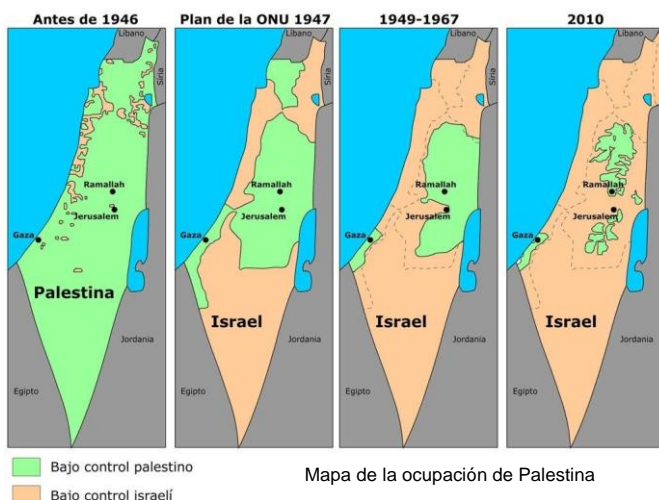 Antes de 1946
Líbano
Siria
Ramallah
Jerusalem
Gaza
Palestina
Jordania
Egipto
Plan de la ONU 1947
Líbano
Siria
Ramallah
Jerusalem
Gaza
Israel
Jordania
Egipto
1949-1967
Líbano
Siria
Ramallah
Jerusalem
Gaza
Israel
Jordania
Egipto
2010
Líbano
Siria
Ramallah
Jerusalem
Gaza
Israel
Jordania
Egipto
Bajo control palestino
Bajo control israelí
Mapa de la ocupación de Palestina